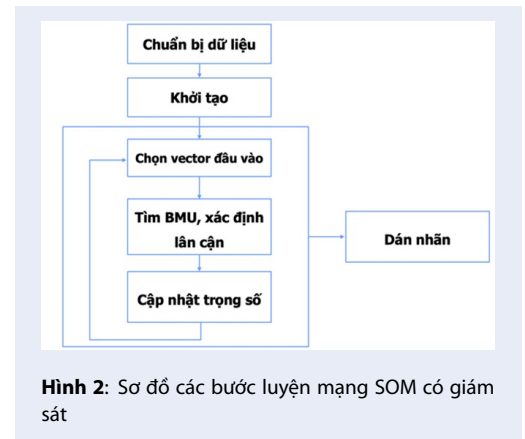 Chuẩn bị dữ liệu
Khởi tạo
Chọn vector đâu vào
Tìm BMU, xác định
lân cận
Cập nhật trọng số
Dán nhãn
Hình 2: Sơ đồ các bước luyện mạng SOM có giám
sát